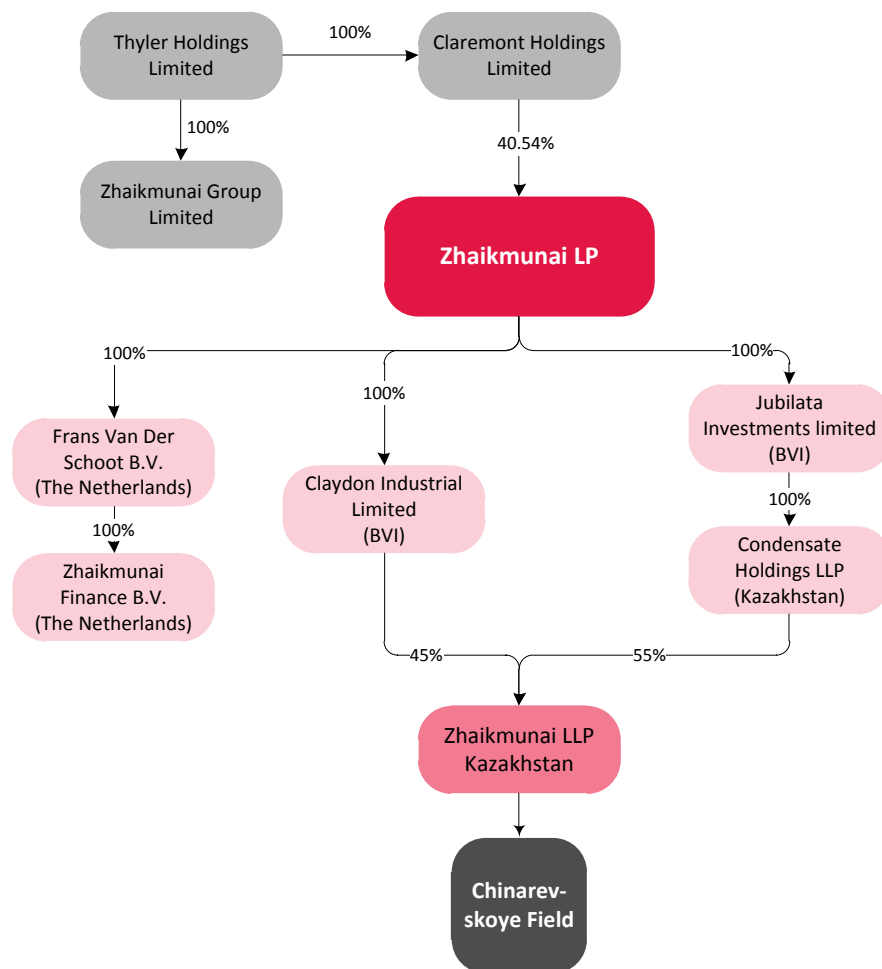 Thyler Holdings
Limited
100%
Claremont Holdings
Limited
100%
40.54%
Zhaikmunai Group
Limited
Zhaikmunai LP
100%
100%
100%
Frans Van Der
Schoot B.V.
(The Netherlands)
Claydon Industrial
Limited
(BVI)
Jubilata
Investments limited
(BVI)
100%
100%
Zhaikmunai
Finance B.V.
(The Netherlands)
Condensate
Holdings LLP
(Kazakhstan)
45%
55%
Zhaikmunai LLP
Kazakhstan
Chinarev-
skoye Field